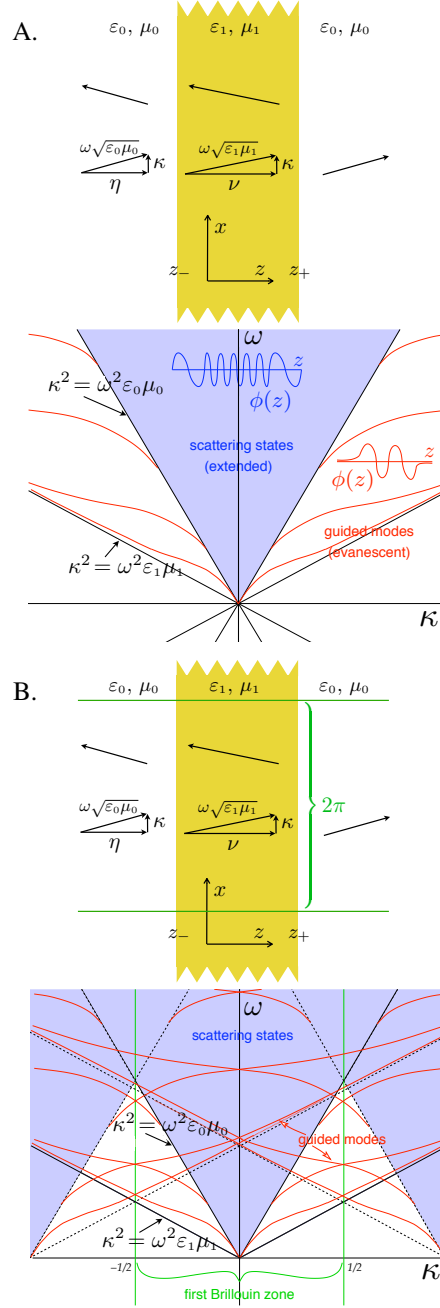 A.
ε₀, μ₀ ε₁, μ₁ ε₀, μ₀
ω√ε₀μ₀ κ ω√ε₁μ₁ κ
η ν
x
z₋ z z₊
ω
z
κ² = ω²ε₀μ₀
ϕ(z)
scattering states
(extended)
z
ϕ(z)
guided modes
(evanescent)
κ² = ω²ε₁μ₁
κ
B.
ε₀, μ₀ ε₁, μ₁ ε₀, μ₀
ω√ε₀μ₀ κ ω√ε₁μ₁ κ 2π
η ν
x
z₋ z z₊
ω
scattering states
κ² = ω²ε₀μ₀
guided modes
κ² = ω²ε₁μ₁
−1/2 1/2 κ
first Brillouin zone